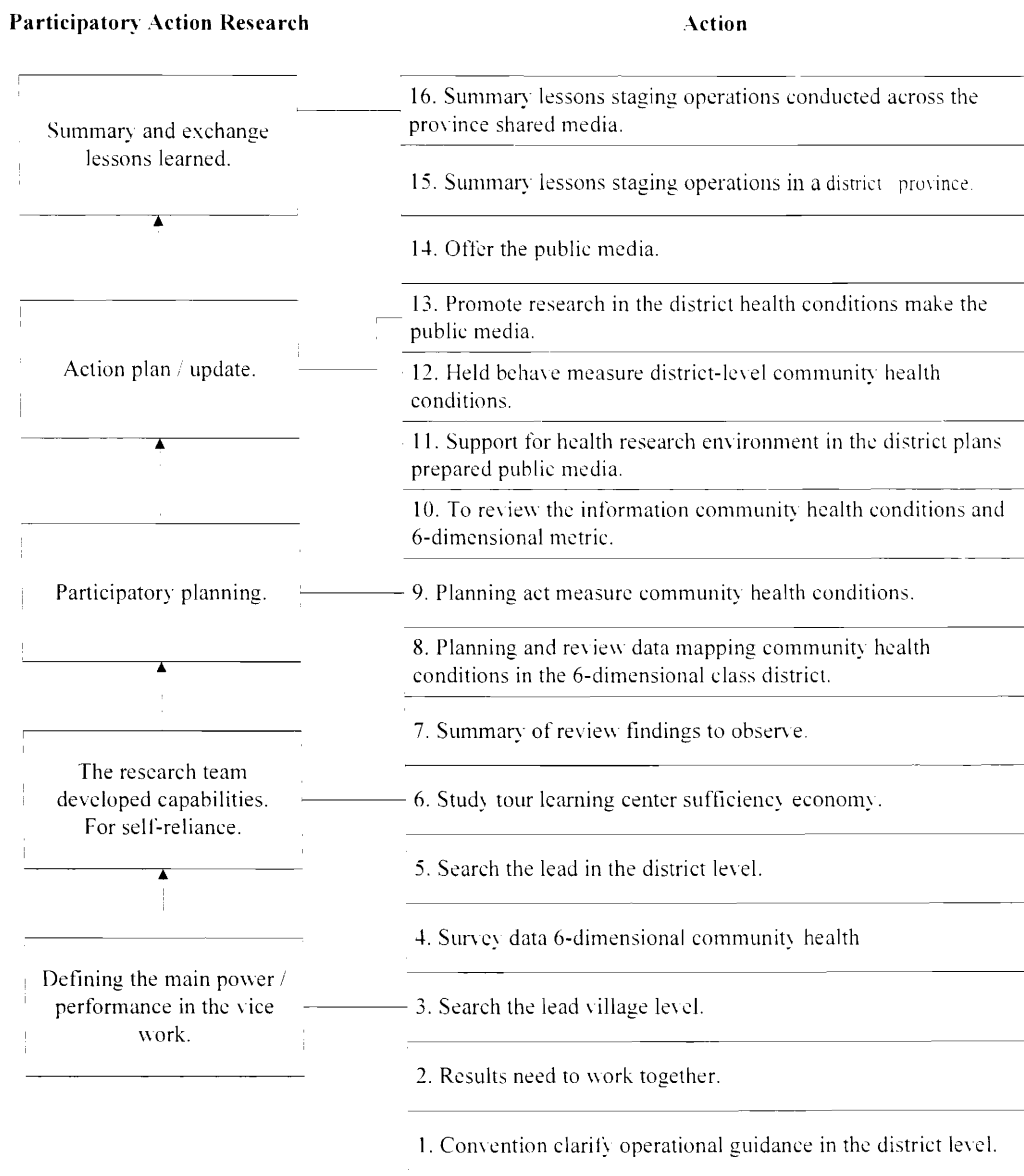 Participatory Action Research
Action
Summary and exchange
lessons learned.
16. Summary lessons staging operations conducted across the
province shared media.
15. Summary lessons staging operations in a district province.
14. Offer the public media.
Action plan / update.
13. Promote research in the district health conditions make the
public media.
12. Held behave measure district-level community health
conditions.
11. Support for health research environment in the district plans
prepared public media.
10. To review the information community health conditions and
6-dimensional metric.
Participatory planning.
9. Planning act measure community health conditions.
8. Planning and review data mapping community health
conditions in the 6-dimensional class district.
7. Summary of review findings to observe.
The research team
developed capabilities.
For self-reliance.
6. Study tour learning center sufficiency economy.
5. Search the lead in the district level.
4. Survey data 6-dimensional community health
Defining the main power /
performance in the vice
work.
3. Search the lead village level.
2. Results need to work together.
1. Convention clarify operational guidance in the district level.